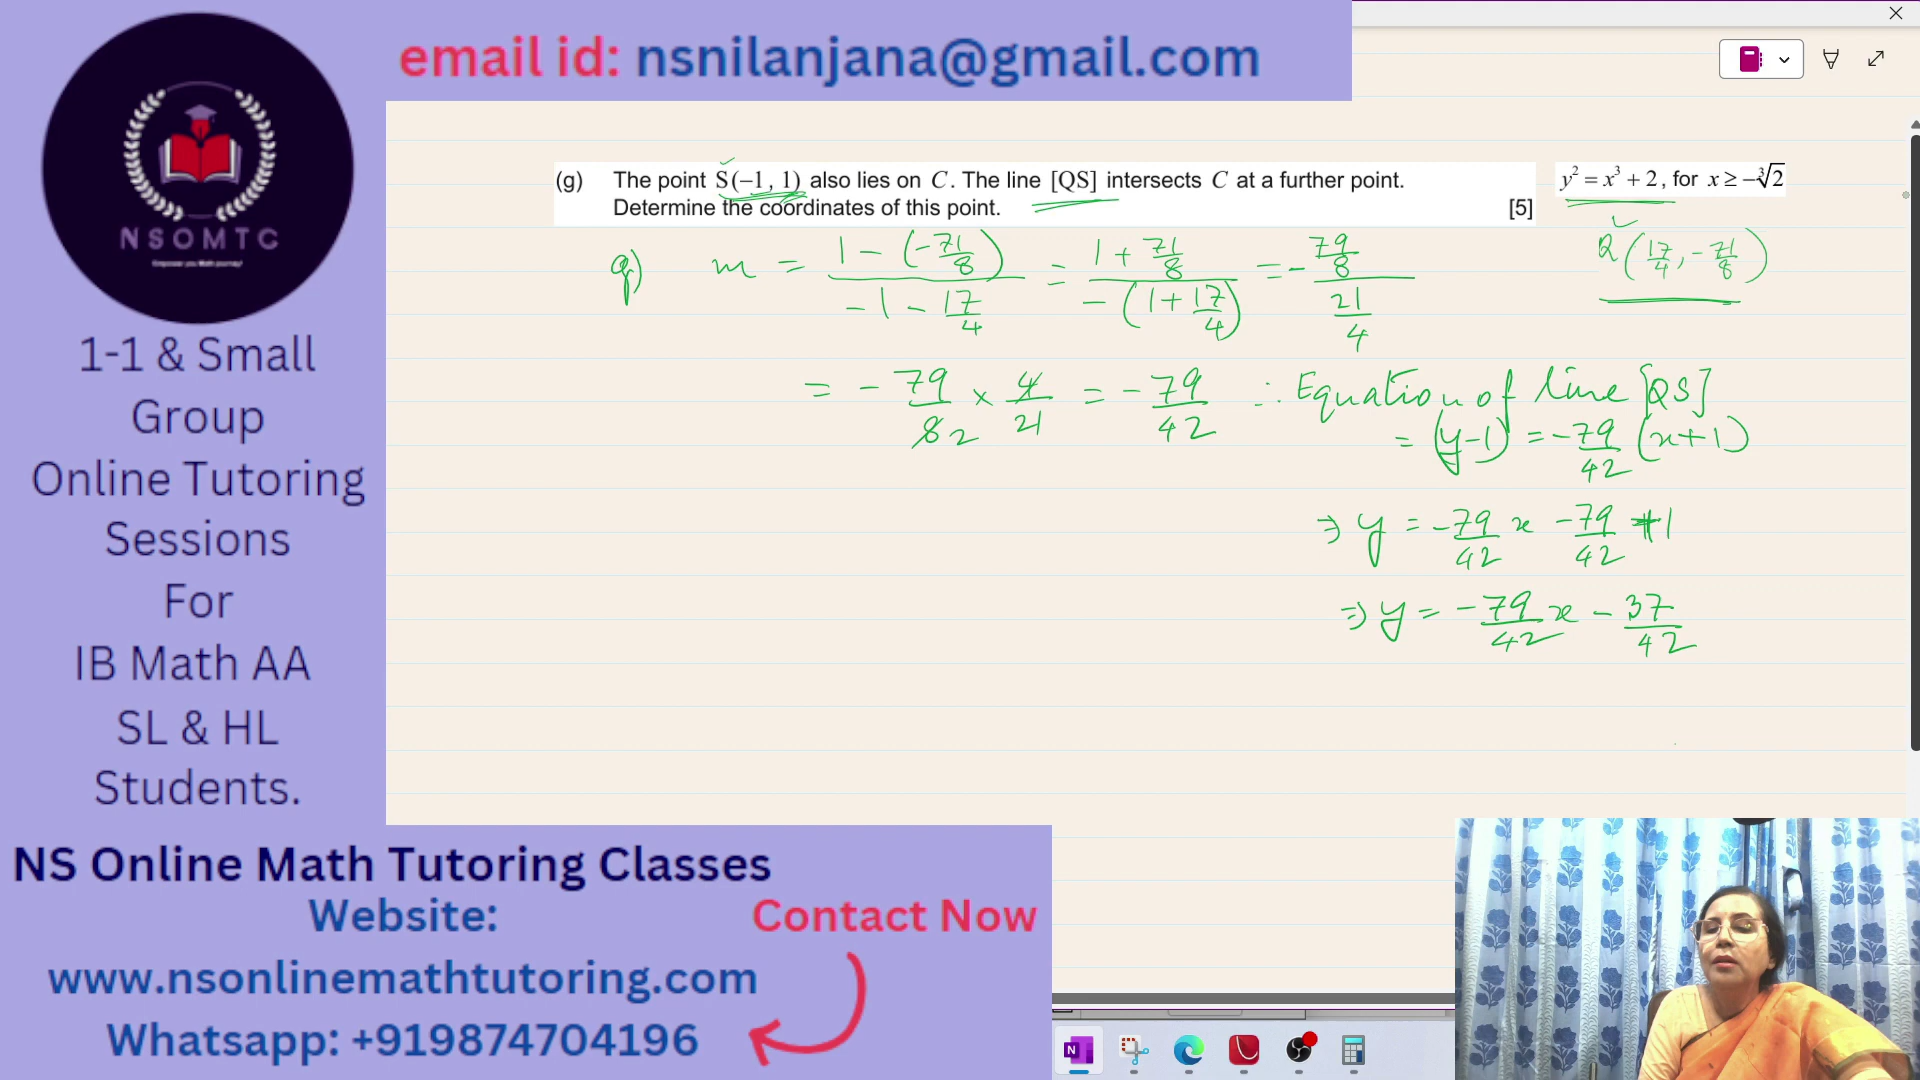 email id: nsnilanjana@gmail.com
NSOMTC
Empower you Math journey!
1-1 & Small
Group
Online Tutoring
Sessions
For
IB Math AA
SL & HL
Students.
NS Online Math Tutoring Classes
Website:
www.nsonlinemathtutoring.com
Whatsapp: +919874704196
Contact Now
(g) The point S(−1, 1) also lies on C. The line [QS] intersects C at a further point.
Determine the coordinates of this point. [5]
y² = x³ + 2, for x ≥ −∛2
Q (17/4, −71/8)
g) m = (1 − (−71/8)) / (−1 − 17/4) = (1 + 71/8) / (−(1 + 17/4)) = − (79/8) / (21/4)
= − 79/8 2 × 4/21 = − 79/42 ∴ Equation of line [QS]
= (y−1) = −79/42 (x+1)
⇒ y = −79/42 x −79/42 +1
⇒ y = −79/42 x − 37/42
N